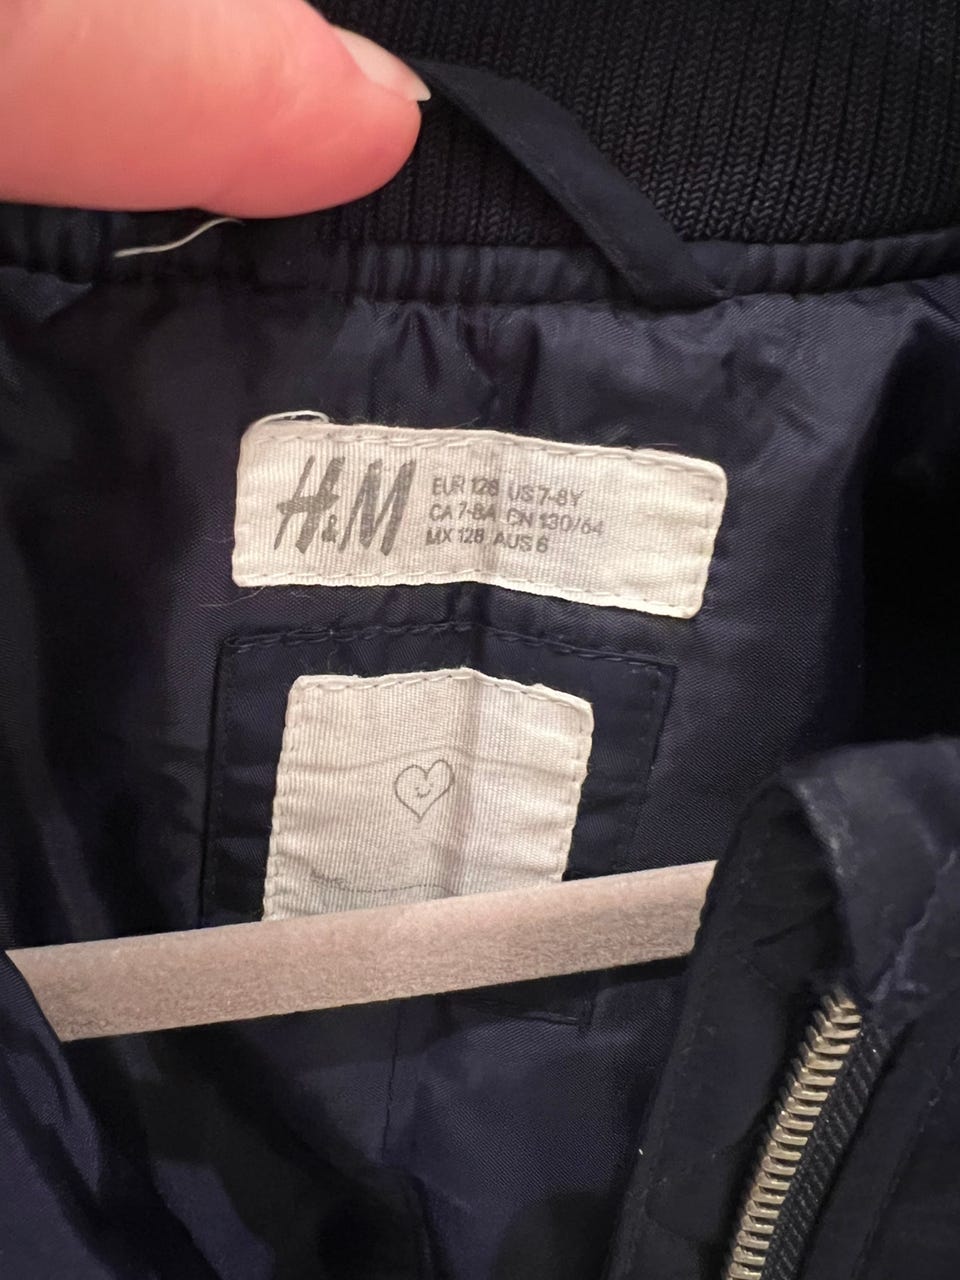 H&M
EUR 128 US 7-8Y
CA 7-8A CN 130/64
MX 128 AUS 6